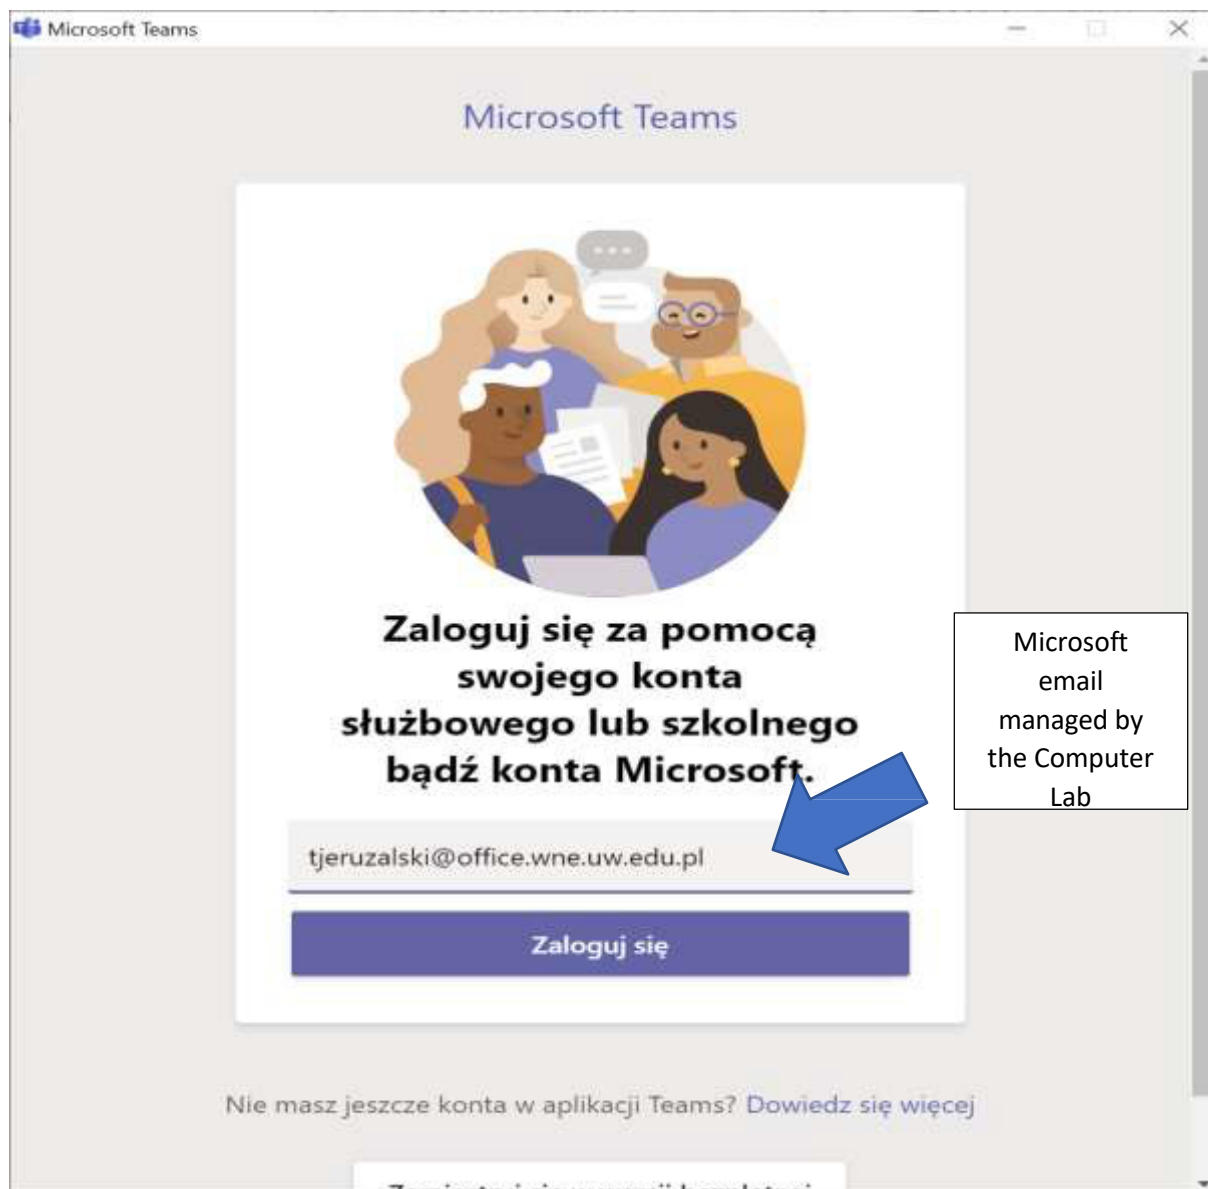 Microsoft Teams
Microsoft Teams
Zaloguj się za pomocą
swojego konta
służbowego lub szkolnego
bądź konta Microsoft.
Microsoft
email
managed by
the Computer
Lab
tjeruzalski@office.wne.uw.edu.pl
Zaloguj się
Nie masz jeszcze konta w aplikacji Teams? Dowiedz się więcej